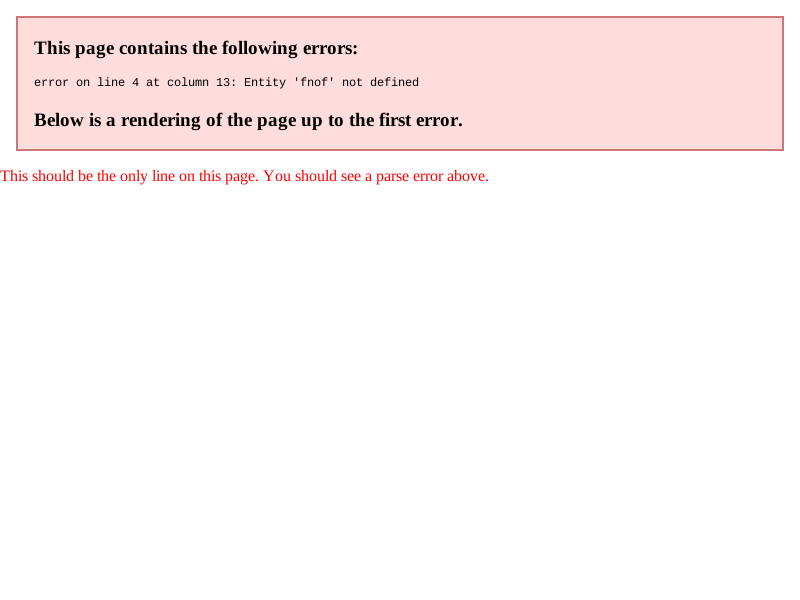 This page contains the following errors:
error on line 4 at column 13: Entity 'fnof' not defined
Below is a rendering of the page up to the first error.
This should be the only line on this page. You should see a parse error above.